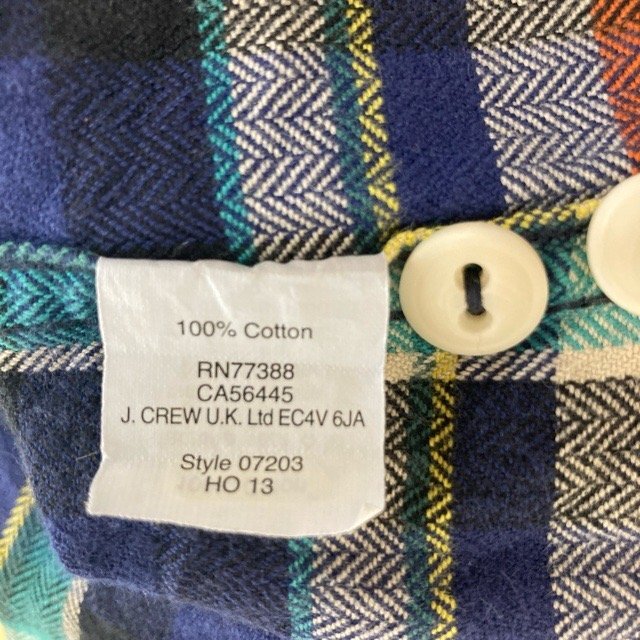 100% Cotton
RN77388
CA56445
J. CREW U.K. Ltd EC4V 6JA
Style 07203
HO 13